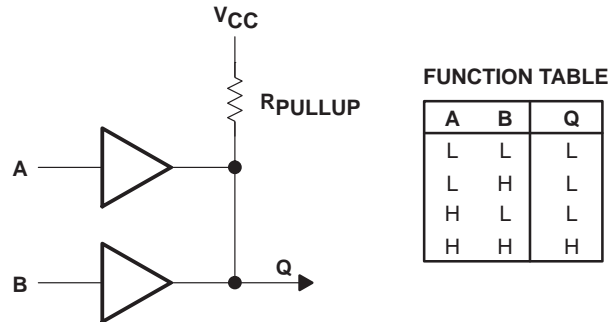 VCC
RPULLUP
A
B
Q
FUNCTION TABLE
A B Q
L L L
L H L
H L L
H H H